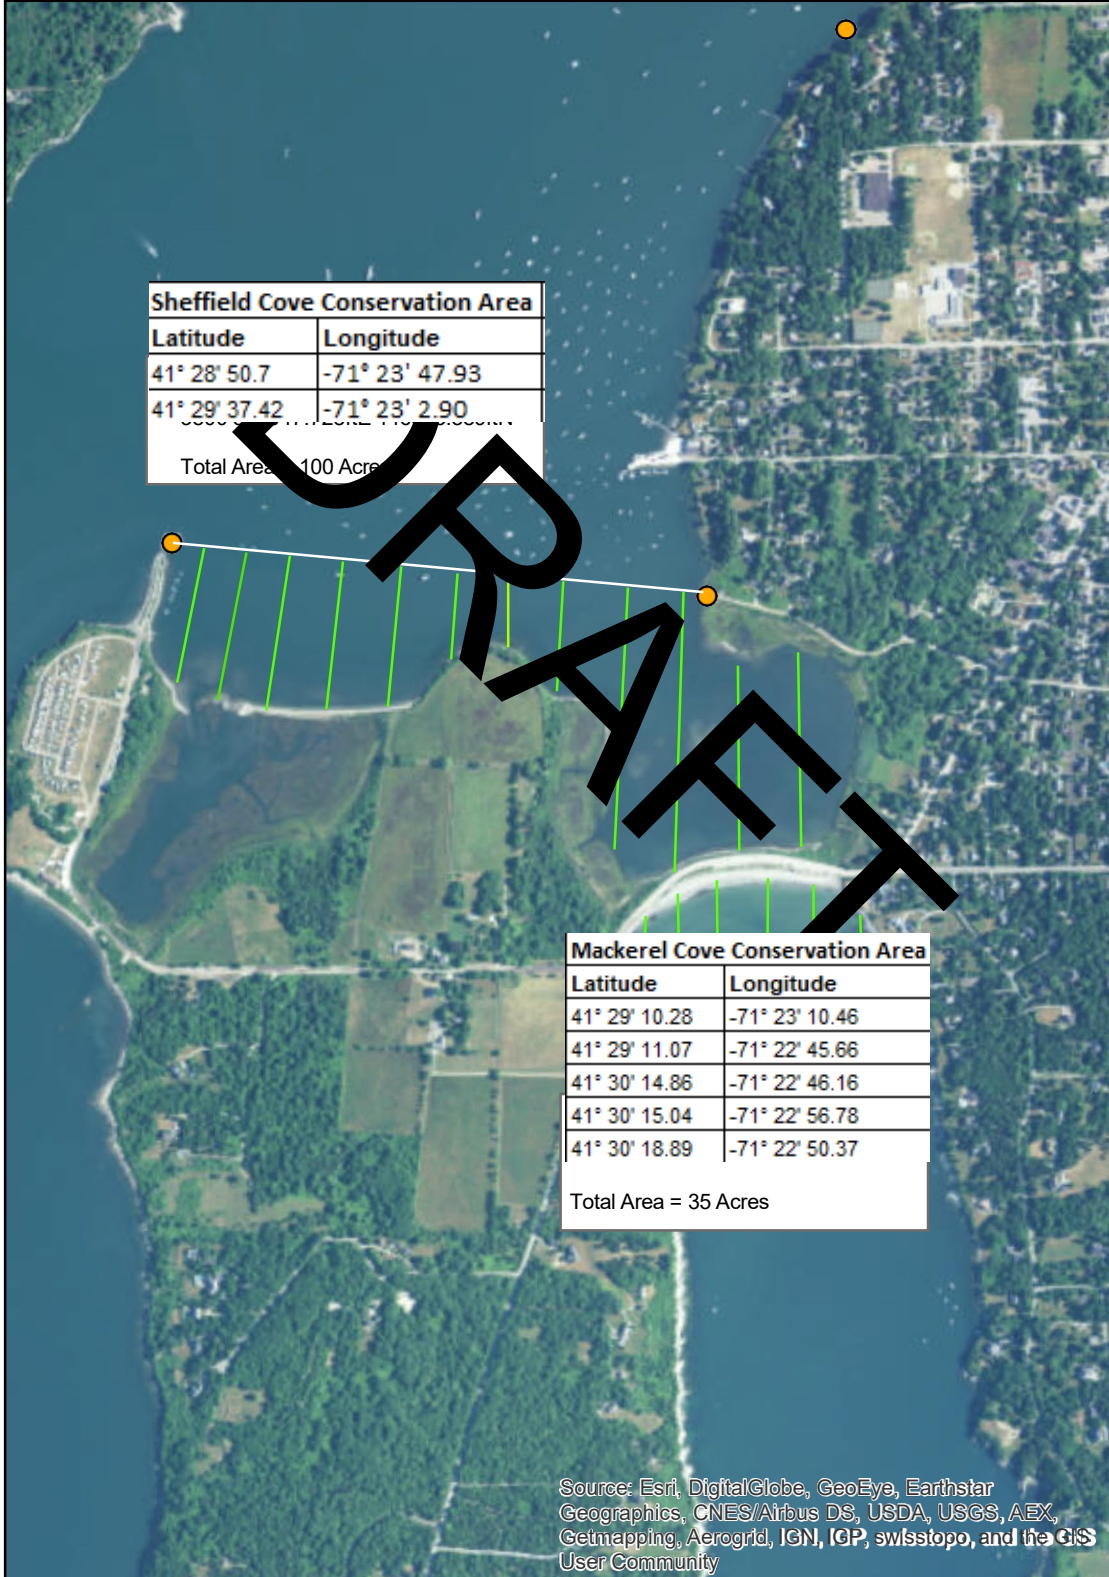 Sheffield Cove Conservation Area
Latitude Longitude
41° 28' 50.7 -71° 23' 47.93
41° 29' 37.42 -71° 23' 2.90
Total Area 100 Acre
DRAFT
Mackerel Cove Conservation Area
Latitude Longitude
41° 29' 10.28 -71° 23' 10.46
41° 29' 11.07 -71° 22' 45.66
41° 30' 14.86 -71° 22' 46.16
41° 30' 15.04 -71° 22' 56.78
41° 30' 18.89 -71° 22' 50.37
Total Area = 35 Acres
Source: Esri, DigitalGlobe, GeoEye, Earthstar
Geographics, CNES/Airbus DS, USDA, USGS, AEX,
Getmapping, Aerogrid, IGN, IGP, swisstopo, and the GIS
User Community